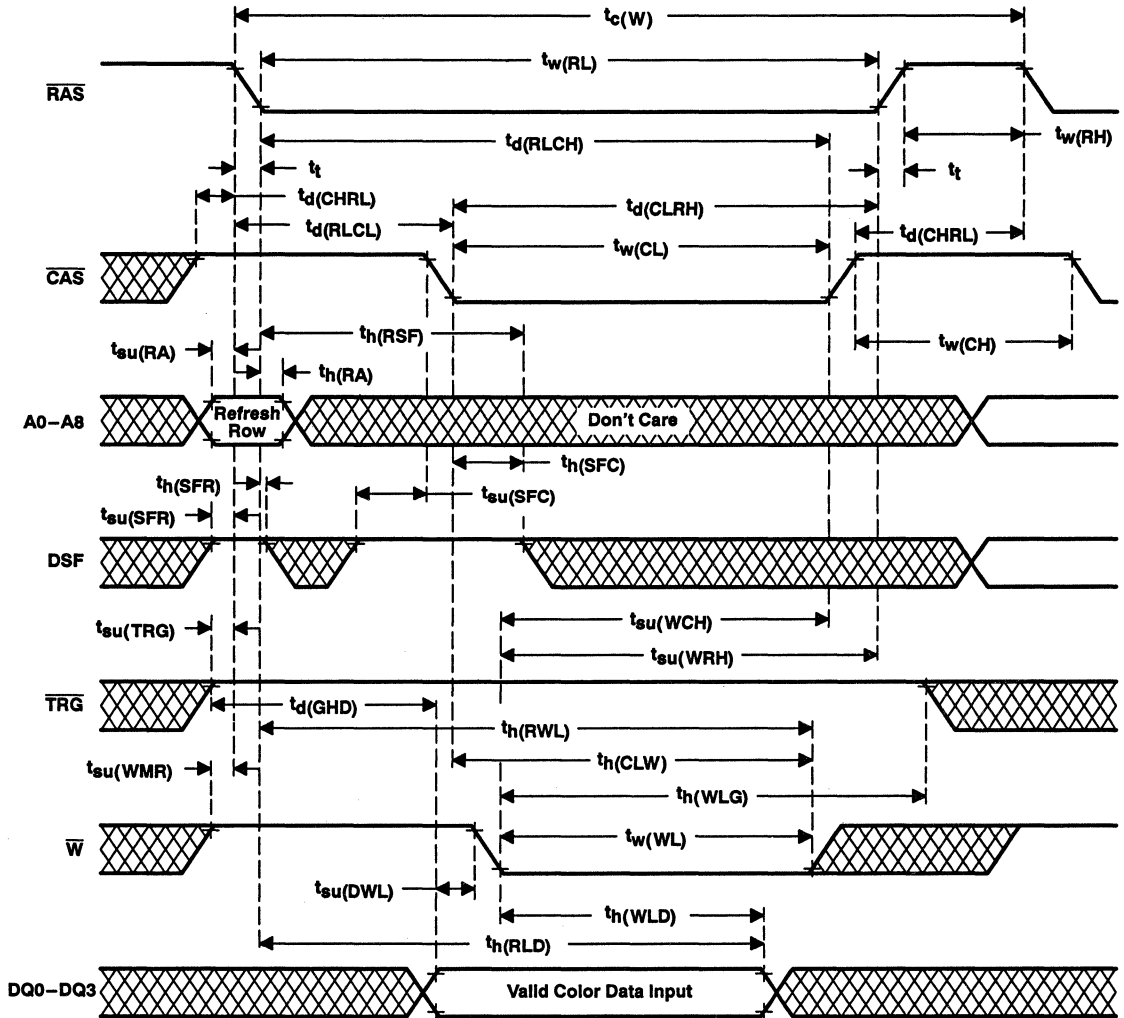 tc(W)
tw(RL)
RAS
td(RLCH)
tw(RH)
tt
tt
td(CHRL)
td(CLRH)
td(RLCL)
td(CHRL)
tw(CL)
CAS
th(RSF)
tsu(RA)
tw(CH)
th(RA)
A0–A8
Refresh
Row
Don't Care
th(SFC)
th(SFR)
tsu(SFC)
tsu(SFR)
DSF
tsu(WCH)
tsu(TRG)
tsu(WRH)
TRG
td(GHD)
th(RWL)
th(CLW)
tsu(WMR)
th(WLG)
tw(WL)
W
tsu(DWL)
th(WLD)
th(RLD)
DQ0–DQ3
Valid Color Data Input